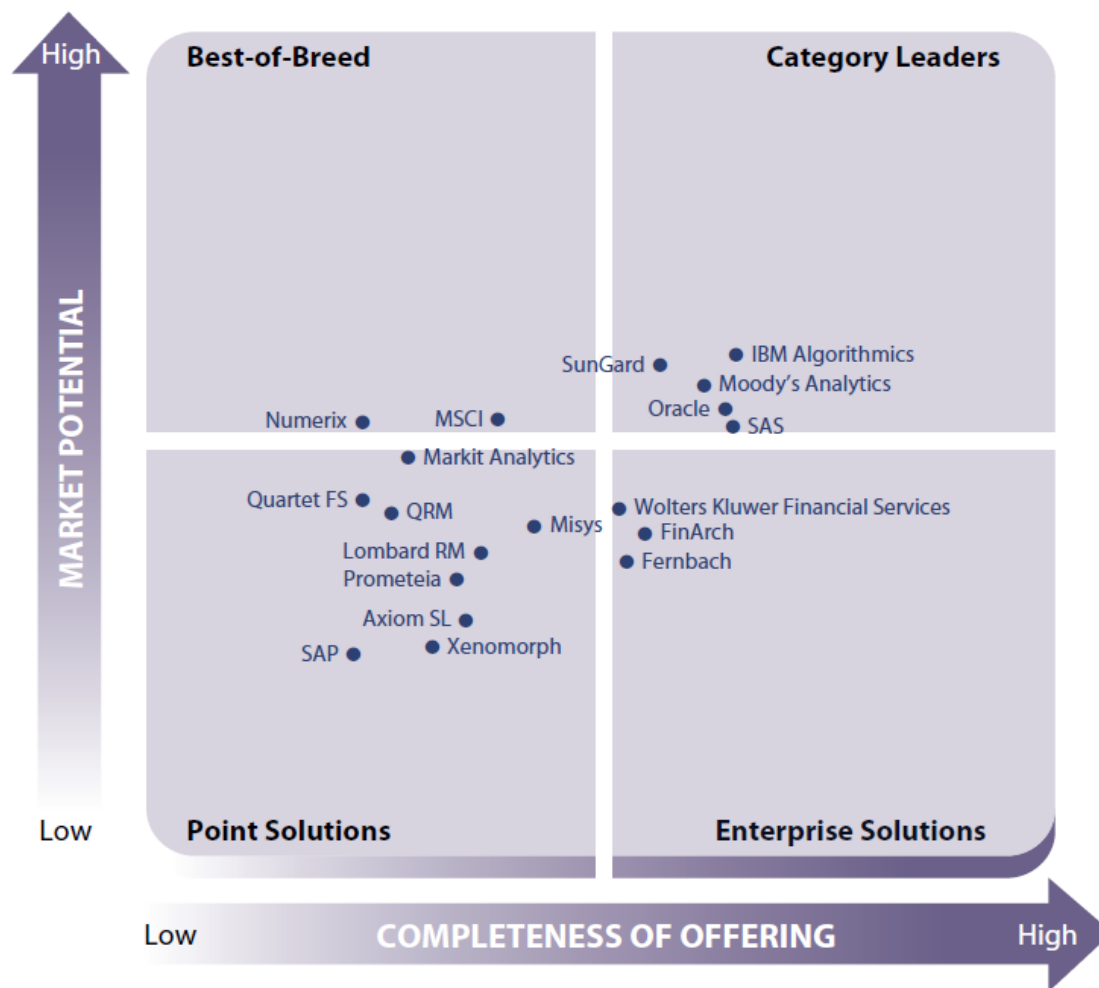 High
Best-of-Breed
Category Leaders
MARKET POTENTIAL
SunGard
IBM Algorithmics
Moody's Analytics
Oracle
SAS
Numerix
MSCI
Markit Analytics
Quartet FS
QRM
Misys
Wolters Kluwer Financial Services
FinArch
Fernbach
Lombard RM
Prometeia
Axiom SL
Xenomorph
SAP
Low
Point Solutions
Enterprise Solutions
Low
COMPLETENESS OF OFFERING
High